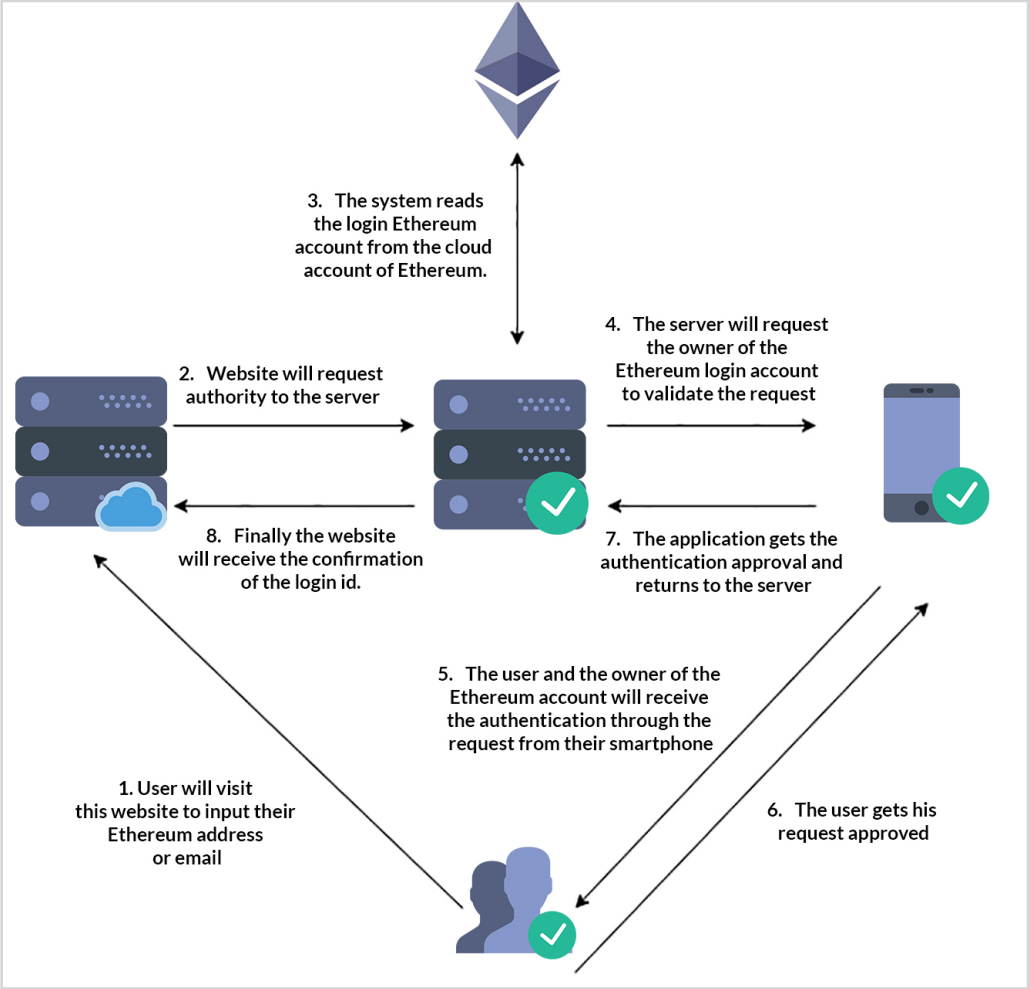 3. The system reads
the login Ethereum
account from the cloud
account of Ethereum.
4. The server will request
the owner of the
Ethereum login account
to validate the request
2. Website will request
authority to the server
8. Finally the website
will receive the confirmation
of the login id.
7. The application gets the
authentication approval and
returns to the server
5. The user and the owner of the
Ethereum account will receive
the authentication through the
request from their smartphone
1. User will visit
this website to input their
Ethereum address
or email
6. The user gets his
request approved